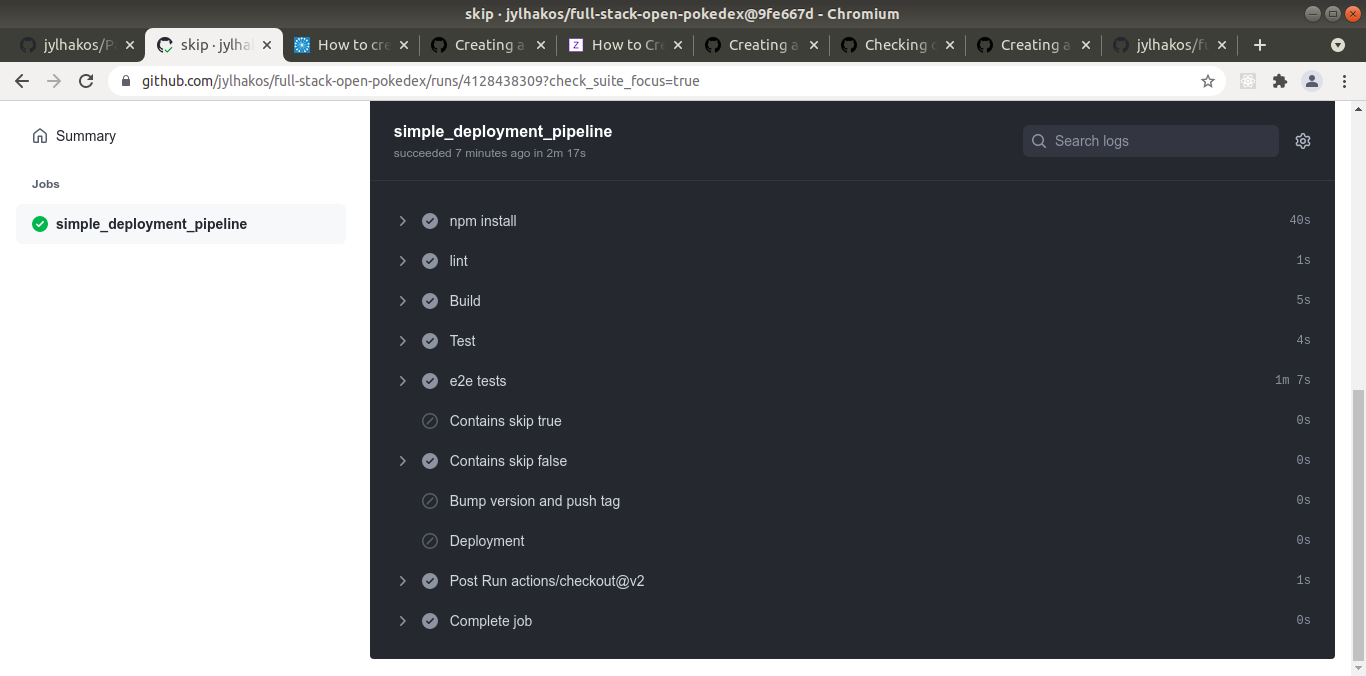 skip · jylhakos/full-stack-open-pokedex@9fe667d - Chromium
jylhakos/P
skip · jylha
How to cre
Creating a
How to Cre
Creating a
Checking o
Creating a
jylhakos/fu
github.com/jylhakos/full-stack-open-pokedex/runs/4128438309?check_suite_focus=true
Summary
Jobs
simple_deployment_pipeline
simple_deployment_pipeline
succeeded 7 minutes ago in 2m 17s
Search logs
npm install 40s
lint 1s
Build 5s
Test 4s
e2e tests 1m 7s
Contains skip true 0s
Contains skip false 0s
Bump version and push tag 0s
Deployment 0s
Post Run actions/checkout@v2 1s
Complete job 0s